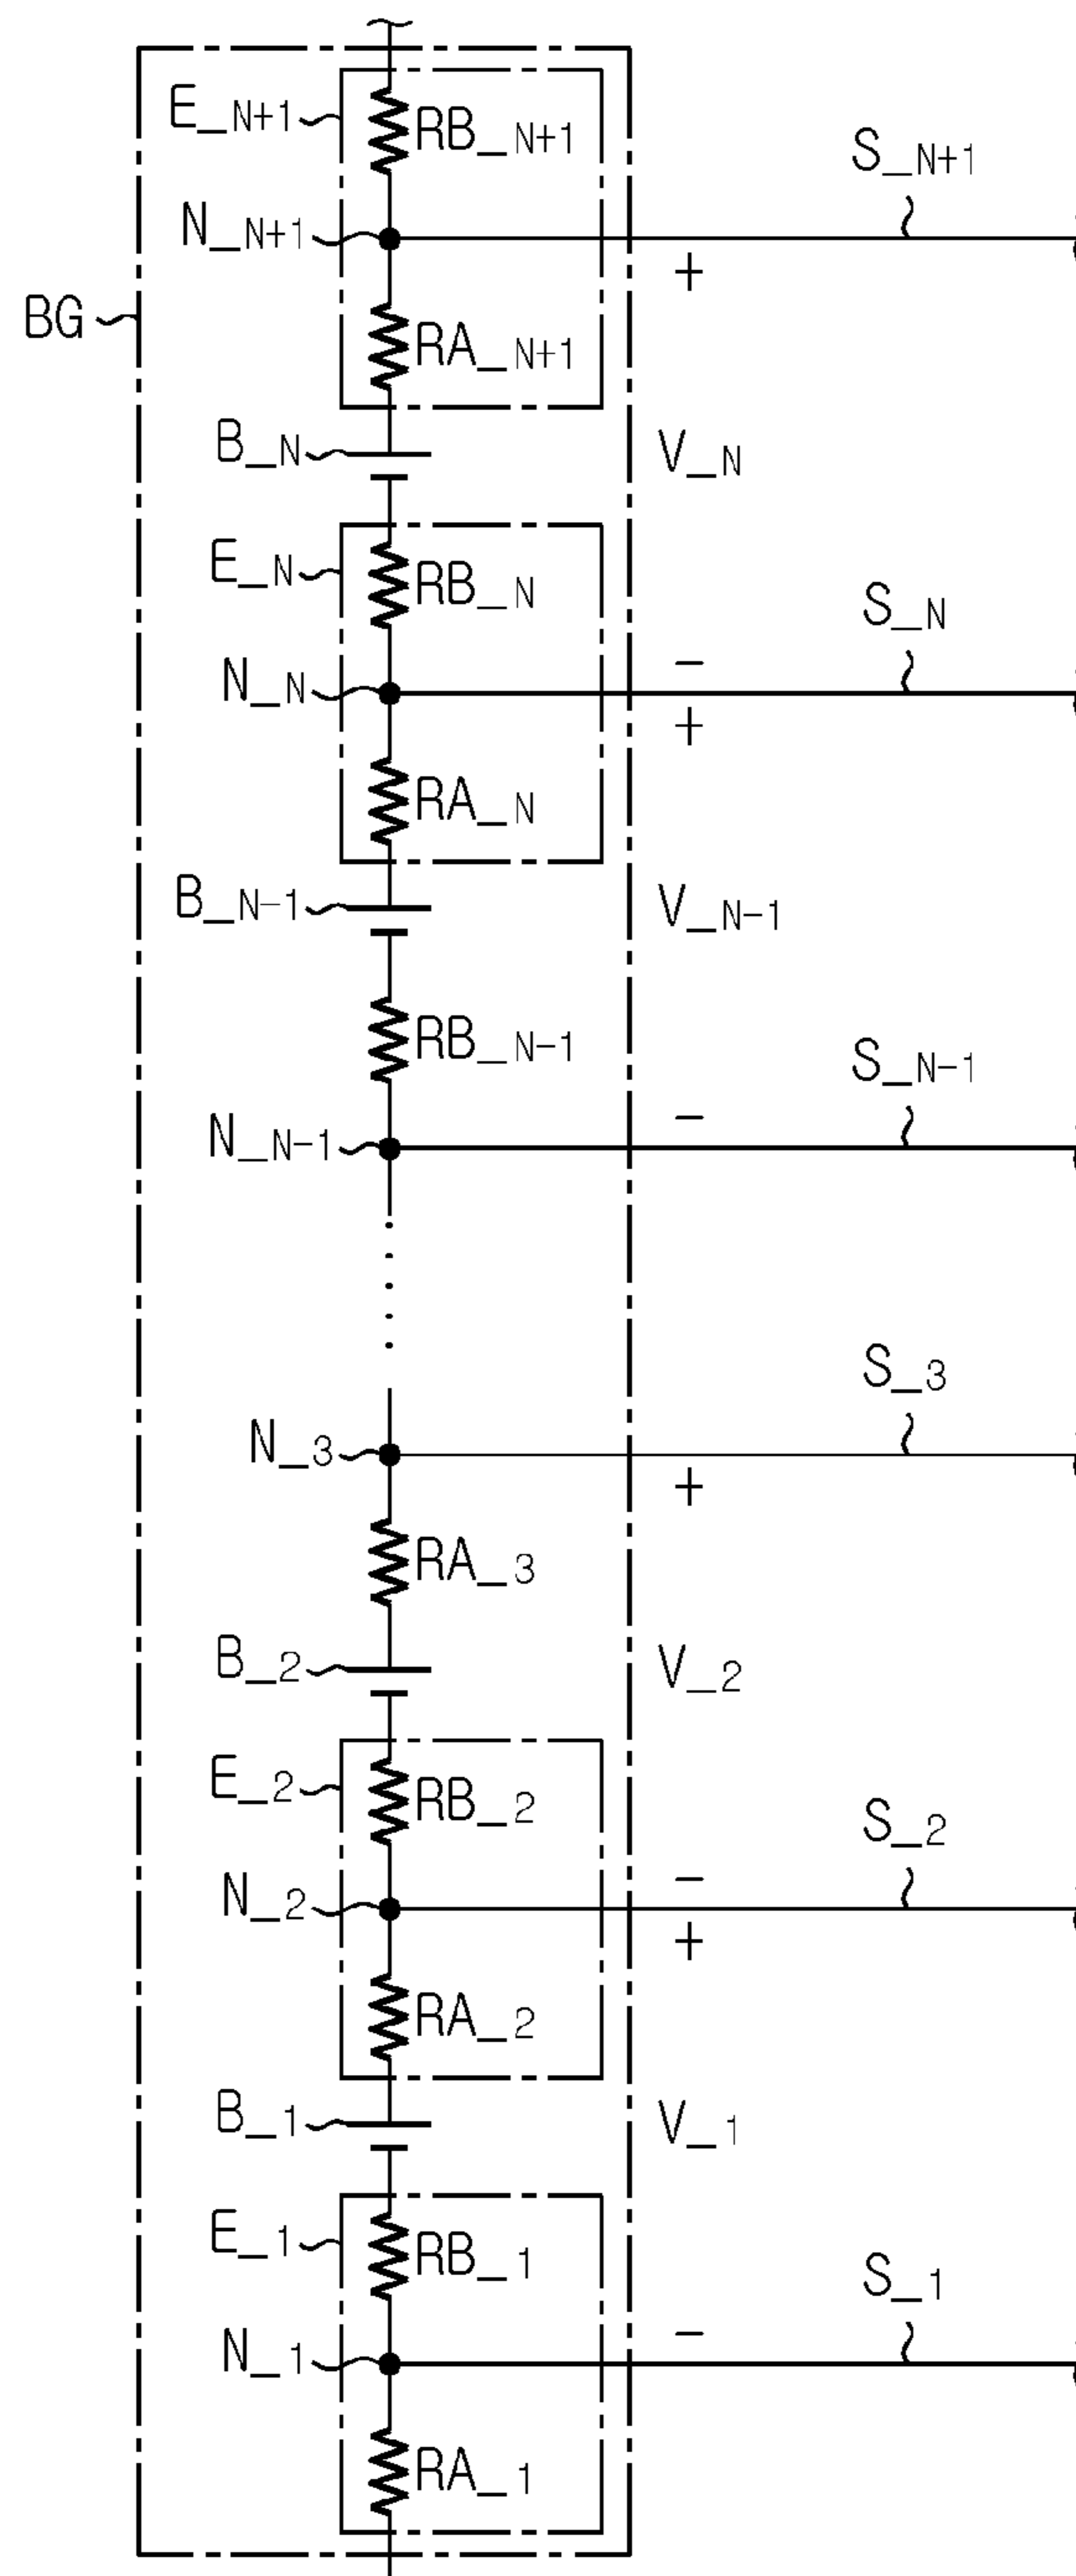 E_N+1
RB_N+1
S_N+1
N_N+1
+
BG
RA_N+1
B_N
V_N
E_N
RB_N
S_N
N_N
-
+
RA_N
B_N-1
V_N-1
RB_N-1
S_N-1
N_N-1
-
S_3
N_3
+
RA_3
B_2
V_2
E_2
RB_2
S_2
N_2
-
+
RA_2
B_1
V_1
E_1
RB_1
S_1
N_1
-
RA_1